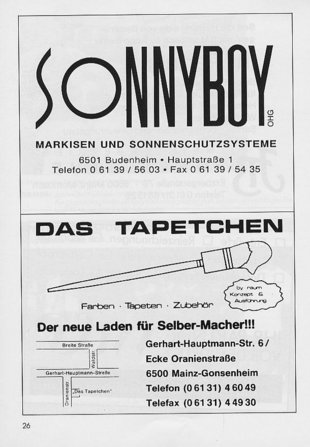 SONNYBOY OHG
MARKISEN UND SONNENSCHUTZSYSTEME
6501 Budenheim • Hauptstraße 1
Telefon 0 61 39 / 56 03 • Fax 0 61 39 / 54 35
DAS TAPETCHEN
by raum
Konzept &
Ausführung
Farben · Tapeten · Zubehör
Der neue Laden für Selber-Macher!!!
Breite Straße
Waldstr.
Gerhart-Hauptmann-Straße
Oranienstr.
„Das Tapetchen"
Gerhart-Hauptmann-Str. 6/
Ecke Oranienstraße
6500 Mainz-Gonsenheim
Telefon (0 61 31) 4 60 49
Telefax (0 61 31) 4 49 30
26